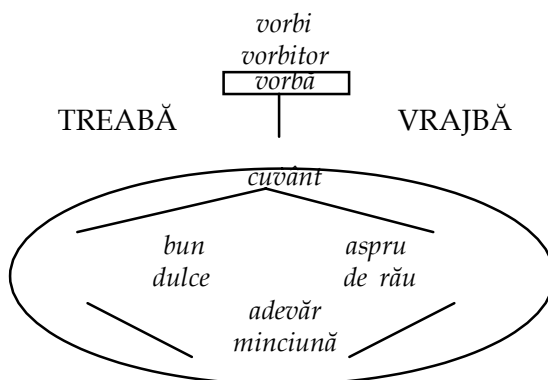 vorbi
vorbitor
vorbă
TREABĂ VRAJBĂ
cuvânt
bun aspru
dulce de rău
adevăr
minciună